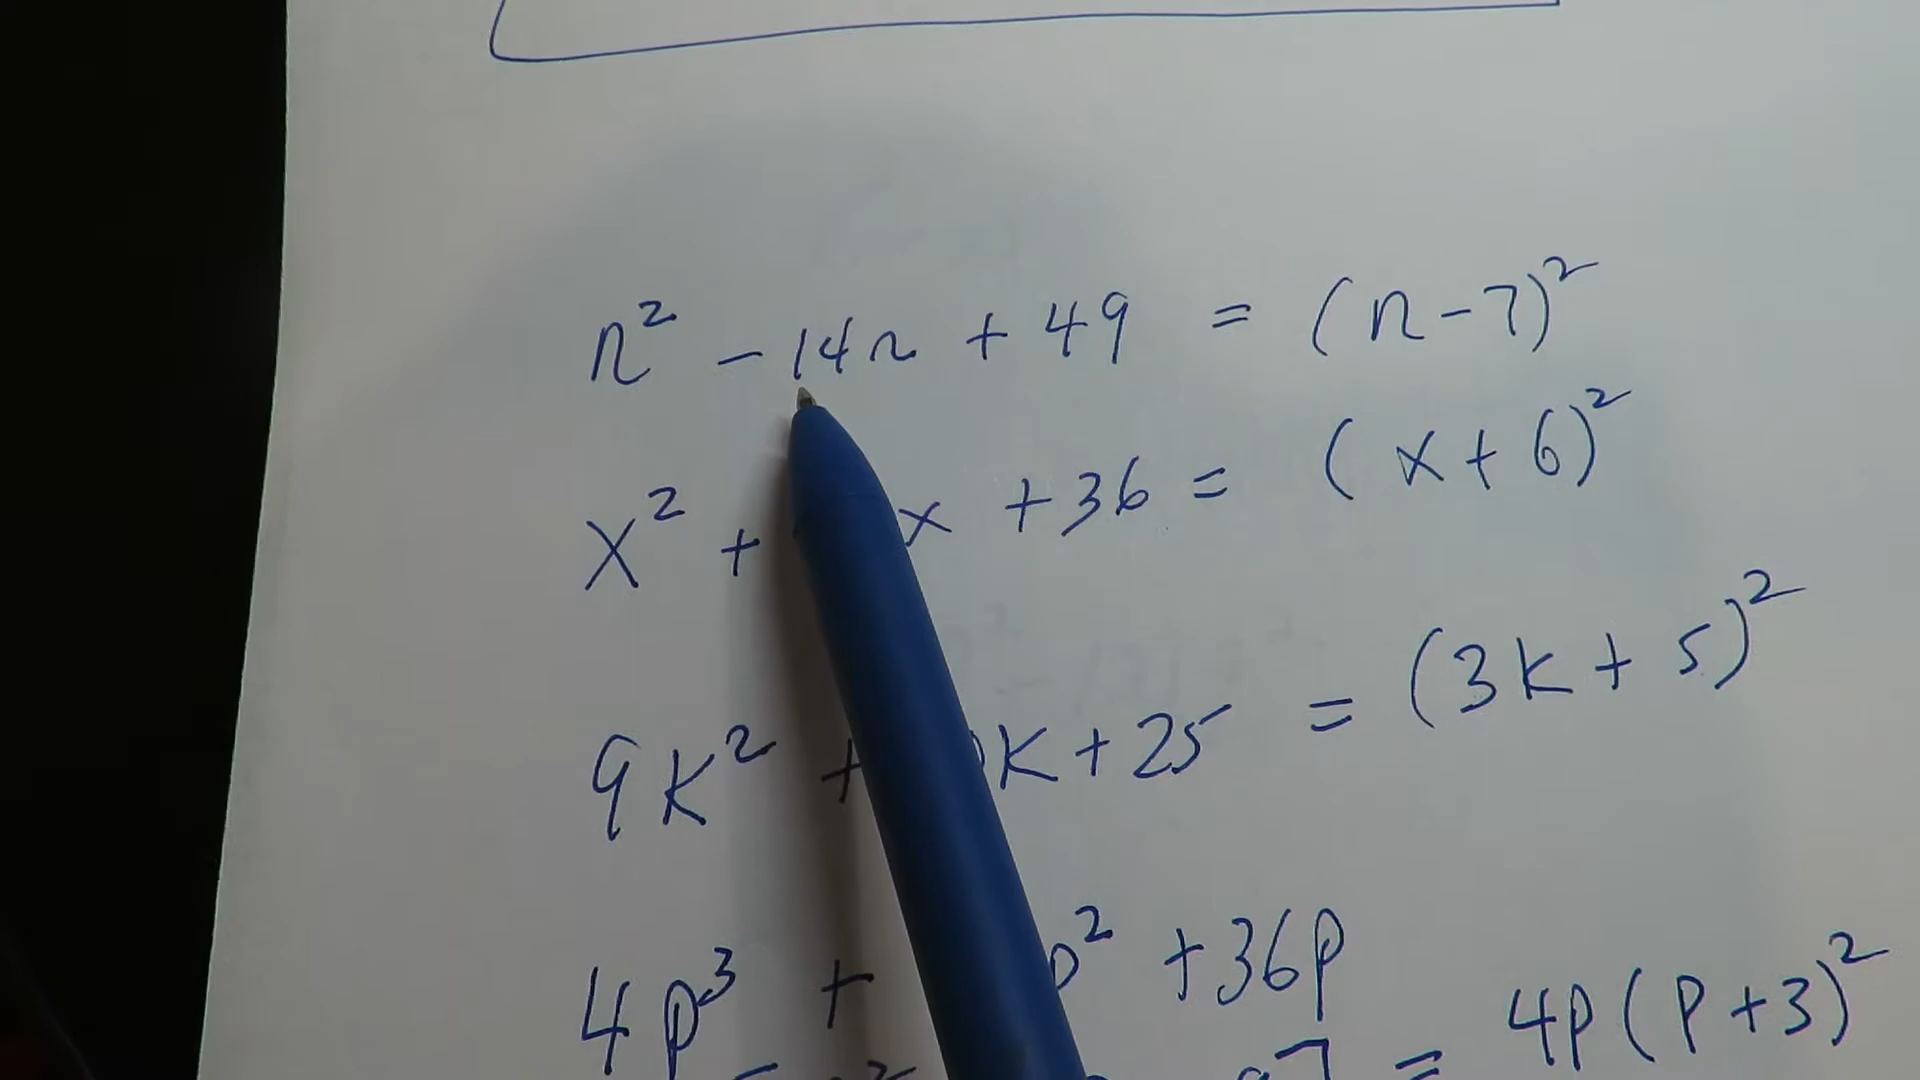 n² - 14n + 49 = (n - 7)²
x² + x + 36 = (x + 6)²
9k² + k + 25 = (3k + 5)²
4p³ + p² + 36p
= 4p(p + 3)²